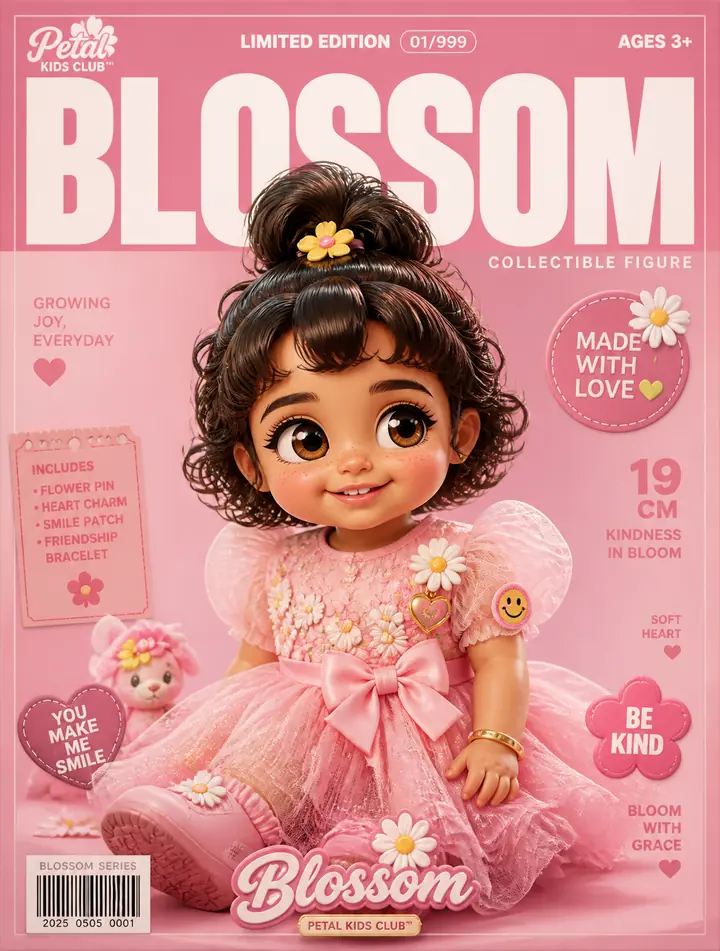 Petal
KIDS CLUB™
LIMITED EDITION 01/999
AGES 3+
BLOSSOM
COLLECTIBLE FIGURE
GROWING
JOY,
EVERYDAY
MADE
WITH
LOVE
INCLUDES
• FLOWER PIN
• HEART CHARM
• SMILE PATCH
• FRIENDSHIP
BRACELET
19
CM
KINDNESS
IN BLOOM
SOFT
HEART
YOU
MAKE
ME
SMILE
BE
KIND
BLOOM
WITH
GRACE
BLOSSOM SERIES
2025 0505 0001
Blossom
PETAL KIDS CLUB™